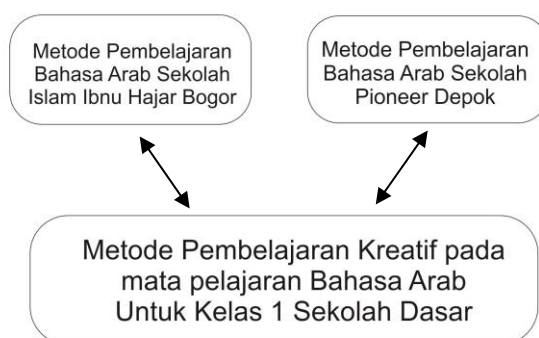 Metode Pembelajaran
Bahasa Arab Sekolah
Islam Ibnu Hajar Bogor
Metode Pembelajaran
Bahasa Arab Sekolah
Pioneer Depok
Metode Pembelajaran Kreatif pada
mata pelajaran Bahasa Arab
Untuk Kelas 1 Sekolah Dasar